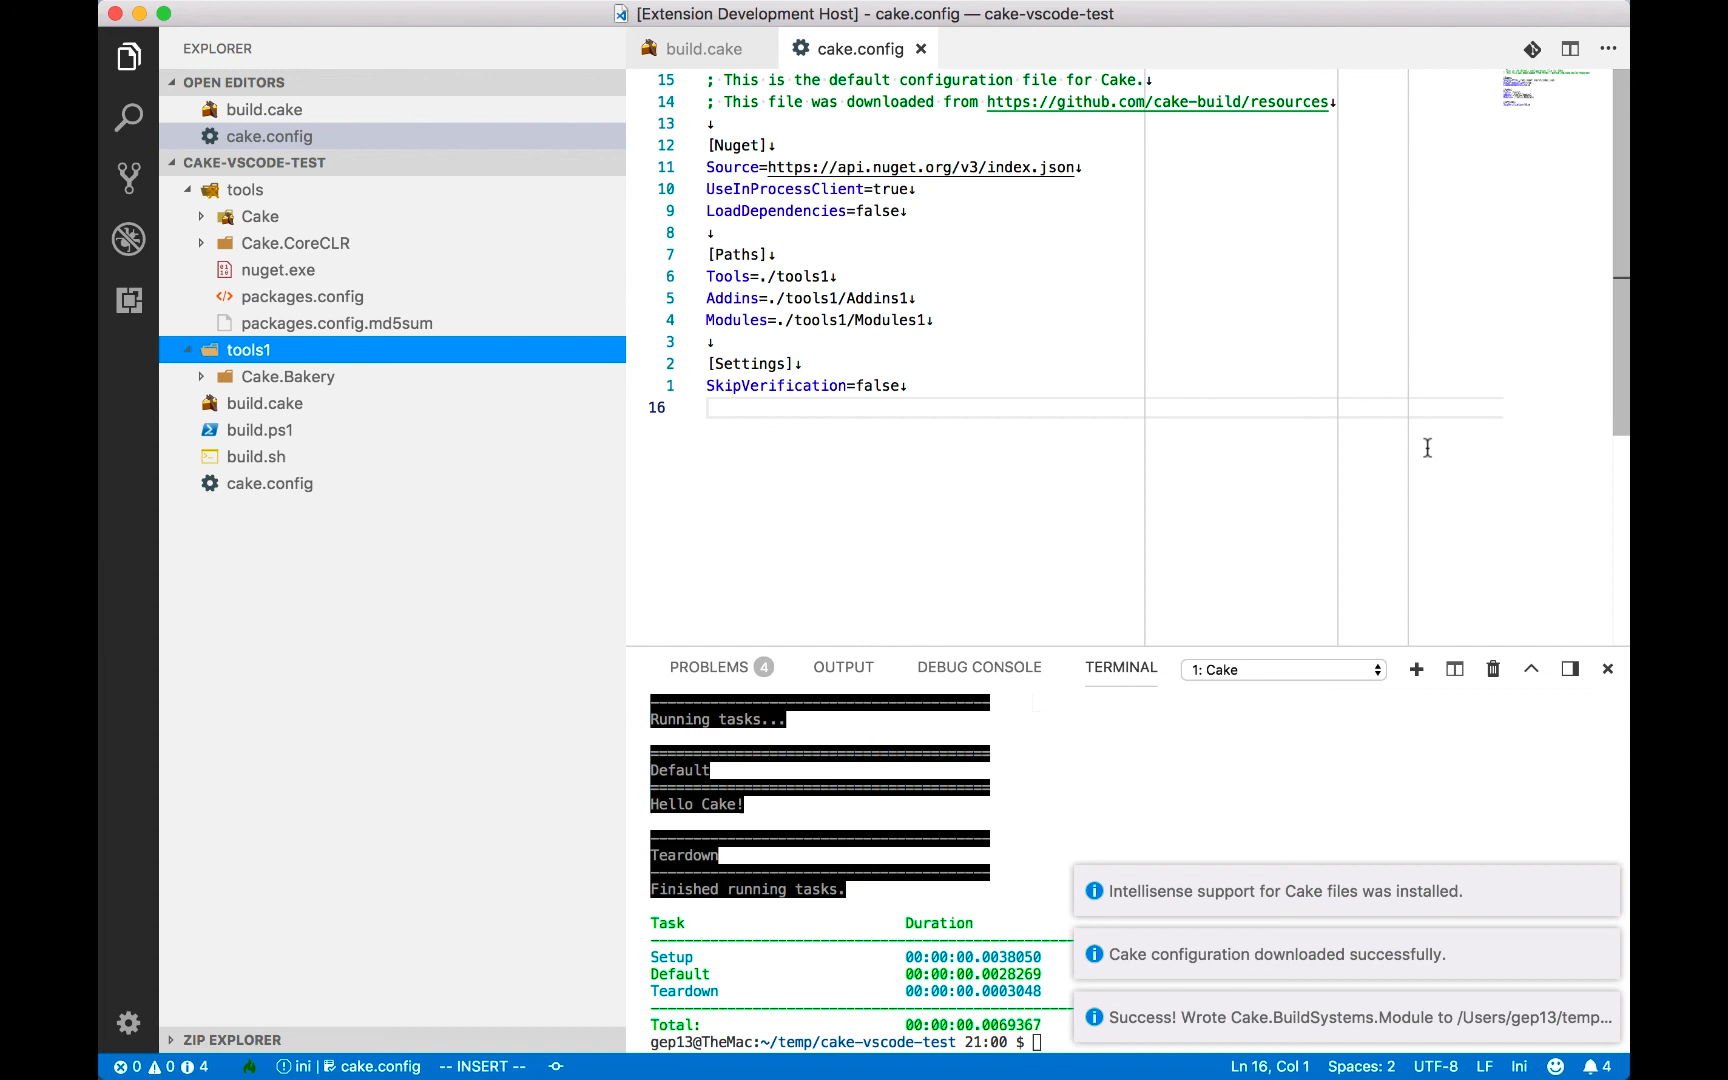 [Extension Development Host] - cake.config — cake-vscode-test
EXPLORER
OPEN EDITORS
build.cake
cake.config
CAKE-VSCODE-TEST
tools
Cake
Cake.CoreCLR
nuget.exe
packages.config
packages.config.md5sum
tools1
Cake.Bakery
build.cake
build.ps1
build.sh
cake.config
ZIP EXPLORER
build.cake
cake.config
15 ; This is the default configuration file for Cake.↓
14 ; This file was downloaded from https://github.com/cake-build/resources↓
13 ↓
12 [Nuget]↓
11 Source=https://api.nuget.org/v3/index.json↓
10 UseInProcessClient=true↓
9 LoadDependencies=false↓
8 ↓
7 [Paths]↓
6 Tools=./tools1↓
5 Addins=./tools1/Addins1↓
4 Modules=./tools1/Modules1↓
3 ↓
2 [Settings]↓
1 SkipVerification=false↓
16
PROBLEMS 4 OUTPUT DEBUG CONSOLE TERMINAL 1: Cake
Running tasks...
Default
Hello Cake!
Teardown
Finished running tasks.
Task Duration
Setup 00:00:00.0038050
Default 00:00:00.0028269
Teardown 00:00:00.0003048
Total: 00:00:00.0069367
gep13@TheMac:~/temp/cake-vscode-test 21:00 $
Intellisense support for Cake files was installed.
Cake configuration downloaded successfully.
Success! Wrote Cake.BuildSystems.Module to /Users/gep13/temp...
0 0 4 ini | cake.config -- INSERT -- Ln 16, Col 1 Spaces: 2 UTF-8 LF Ini 4